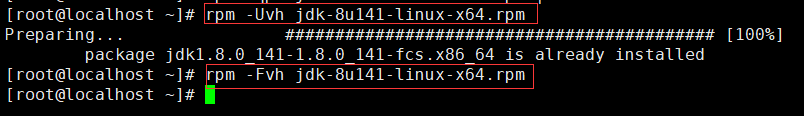 [root@localhost ~]# rpm -Uvh jdk-8u141-linux-x64.rpm
Preparing... ########################################### [100%]
package jdk1.8.0_141-1.8.0_141-fcs.x86_64 is already installed
[root@localhost ~]# rpm -Fvh jdk-8u141-linux-x64.rpm
[root@localhost ~]#